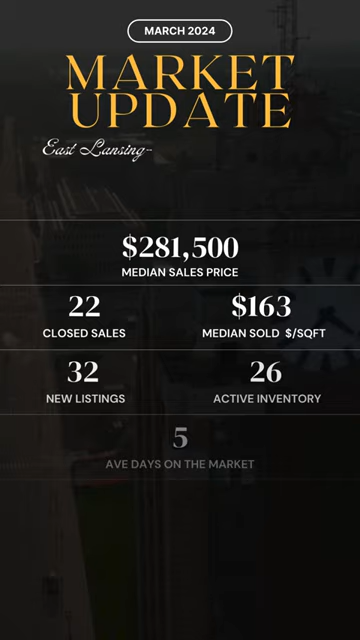 MARCH 2024
MARKET
UPDATE
East Lansing-
$281,500
MEDIAN SALES PRICE
22
CLOSED SALES
$163
MEDIAN SOLD $/SQFT
32
NEW LISTINGS
26
ACTIVE INVENTORY
5
AVE DAYS ON THE MARKET